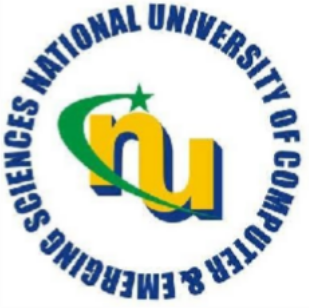 NATIONAL UNIVERSITY OF COMPUTER & EMERGING SCIENCES
nu